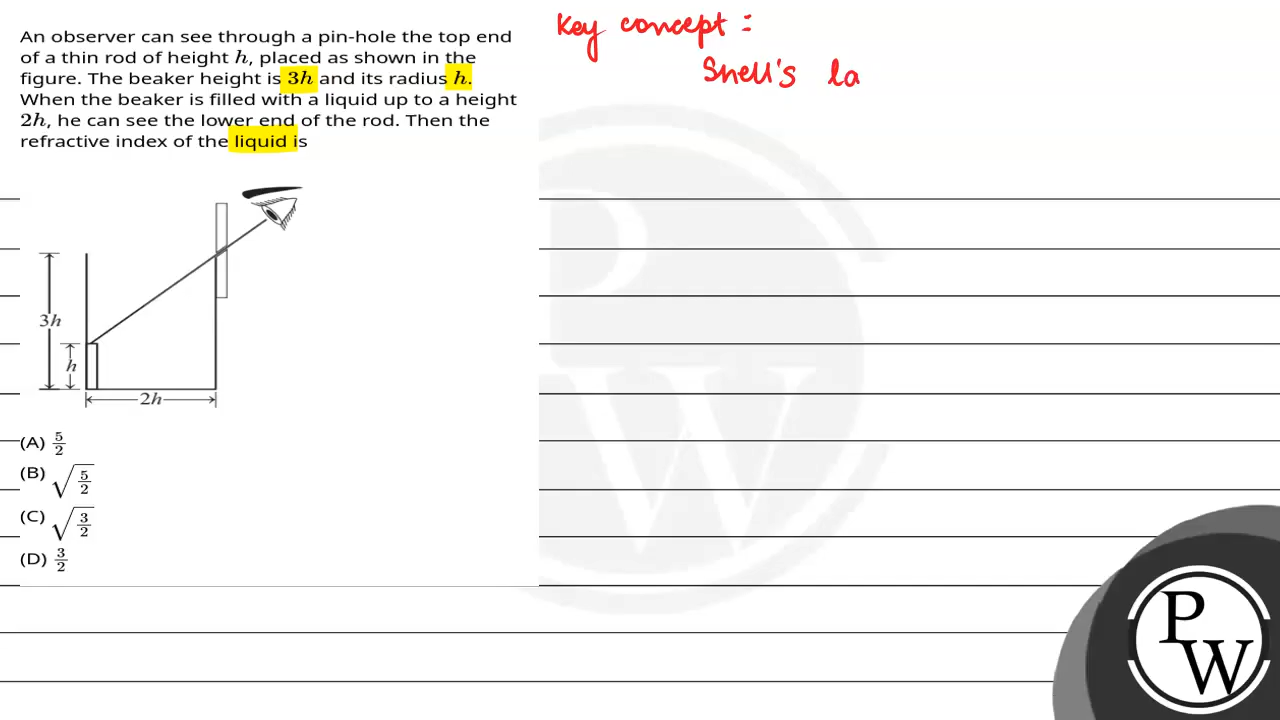 An observer can see through a pin-hole the top end
of a thin rod of height h, placed as shown in the
figure. The beaker height is 3h and its radius h.
When the beaker is filled with a liquid up to a height
2h, he can see the lower end of the rod. Then the
refractive index of the liquid is
3h
h
2h
(A) 5/2
(B) √(5/2)
(C) √(3/2)
(D) 3/2
Key concept :
Snell's la
PW
PW